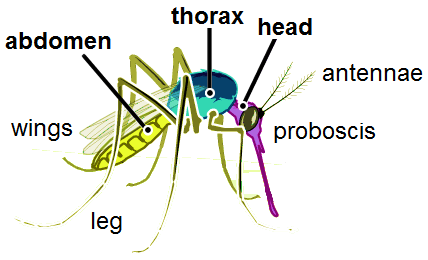 thorax
head
abdomen
antennae
wings
proboscis
leg